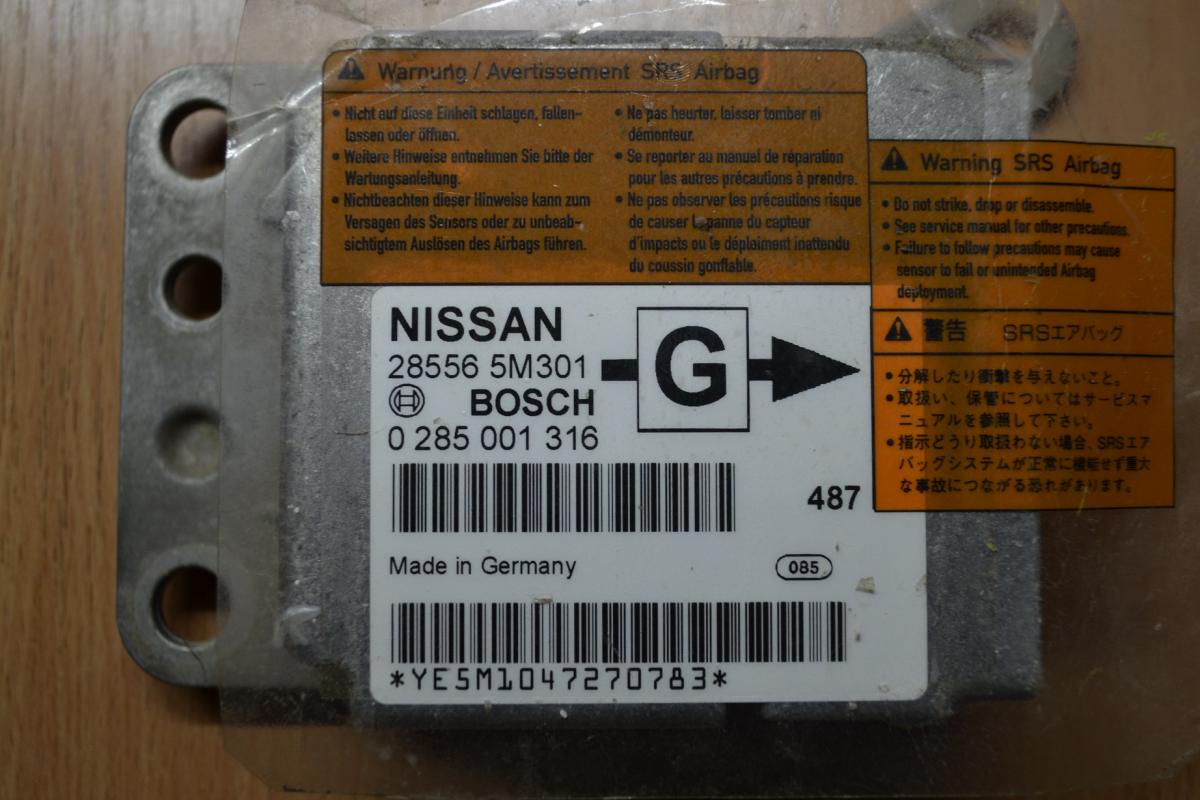 Warnung / Avertissement SRS Airbag
• Nicht auf diese Einheit schlagen, fallen-
lassen oder öffnen.
• Weitere Hinweise entnehmen Sie bitte der
Wartungsanleitung.
• Nichtbeachten dieser Hinweise kann zum
Versagen des Sensors oder zu unbeab-
sichtigtem Auslösen des Airbags führen.
• Ne pas heurter, laisser tomber ni
démonteur.
• Se reporter au manuel de réparation
pour les autres précautions à prendre.
• Ne pas observer les précautions risque
de causer la panne du capteur
d'impacts ou le déploiment inattendu
du coussin gonflable.
Warning SRS Airbag
• Do not strike, drop or disassemble.
• See service manual for other precautions.
• Failure to follow precautions may cause
sensor to fail or unintended Airbag
deployment.
警告 SRSエアバッグ
• 分解したり衝撃を与えないこと。
• 取扱い、保管についてはサービスマ
ニュアルを参照して下さい。
• 指示どうり取扱わない場合、SRSエア
バッグシステムが正常に機能せず重大
な事故につながる恐れがあります。
NISSAN
28556 5M301
G
BOSCH
0 285 001 316
487
Made in Germany
085
*YE5M1047270783*